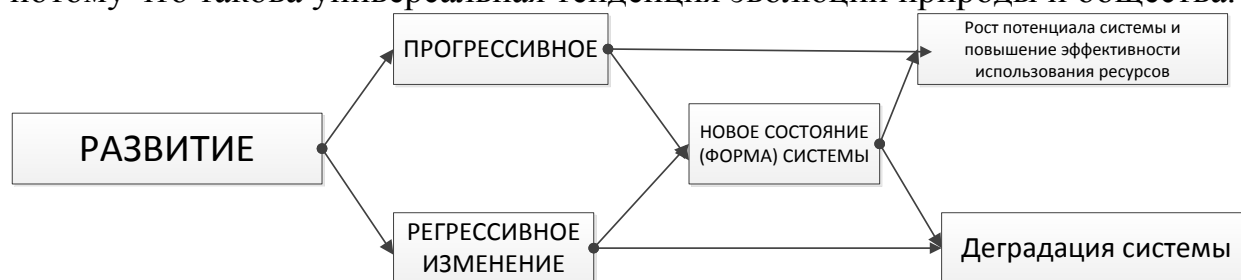 потому что такова универсальная тенденция эволюции природы и общества.
ПРОГРЕССИВНОЕ
Рост потенциала системы и
повышение эффективности
использования ресурсов
РАЗВИТИЕ
НОВОЕ СОСТОЯНИЕ
(ФОРМА) СИСТЕМЫ
РЕГРЕССИВНОЕ
ИЗМЕНЕНИЕ
Деградация системы